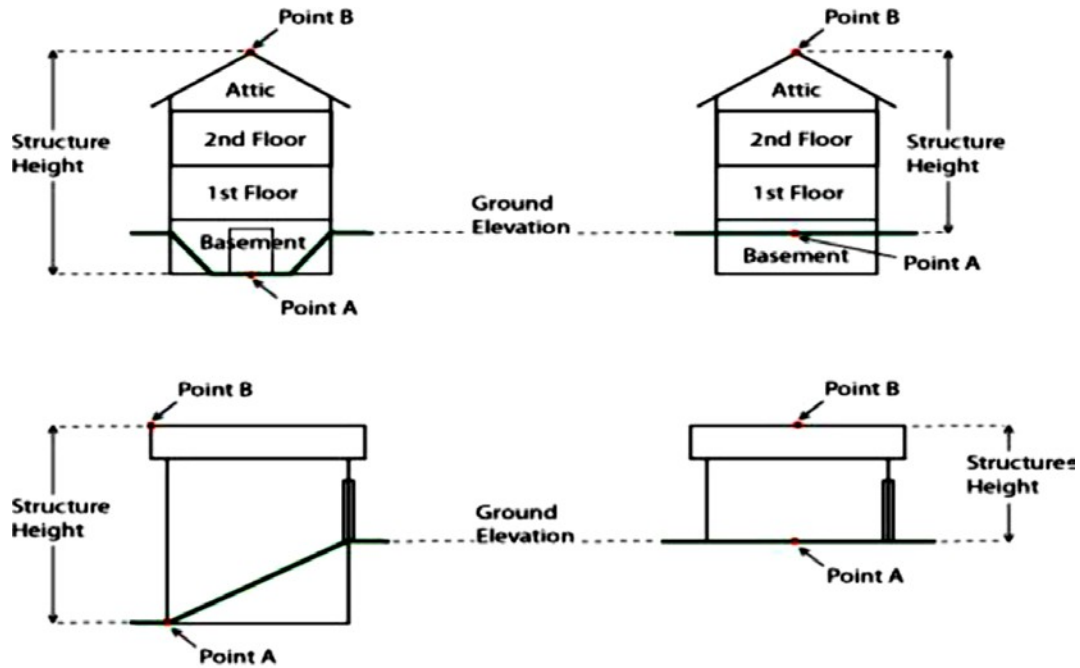 Point B
Attic
2nd Floor
1st Floor
Basement
Point A
Structure
Height
Ground
Elevation
Point B
Attic
2nd Floor
1st Floor
Basement
Point A
Structure
Height
Point B
Structure
Height
Point A
Ground
Elevation
Point B
Structures
Height
Point A